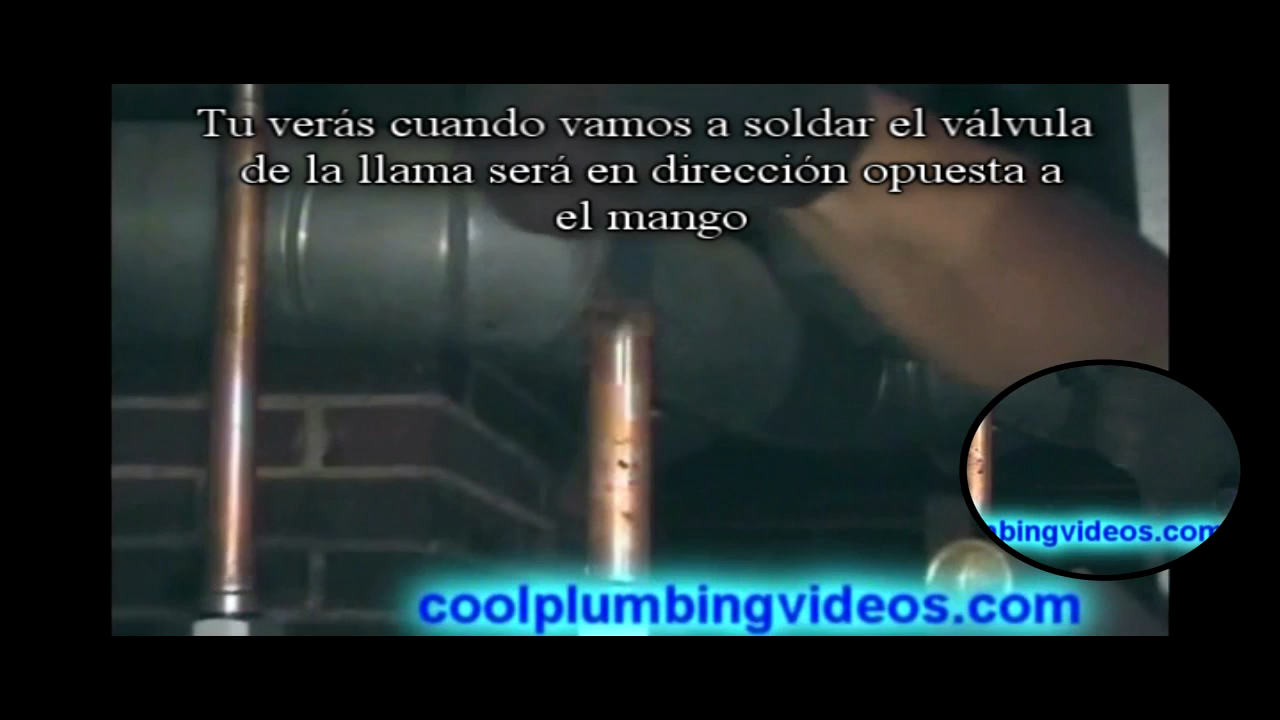 Tu verás cuando vamos a soldar el válvula
de la llama será en dirección opuesta a
el mango
coolplumbingvideos.com
mbingvideos.com